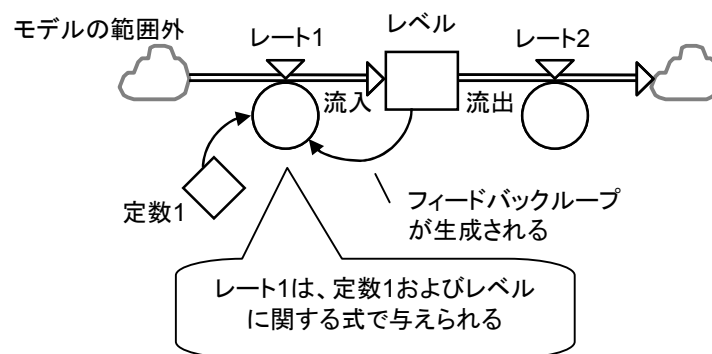 モデルの範囲外
レート1
レベル
レート2
流入
流出
定数1
フィードバックループ
が生成される
レート1は、定数1およびレベル
に関する式で与えられる